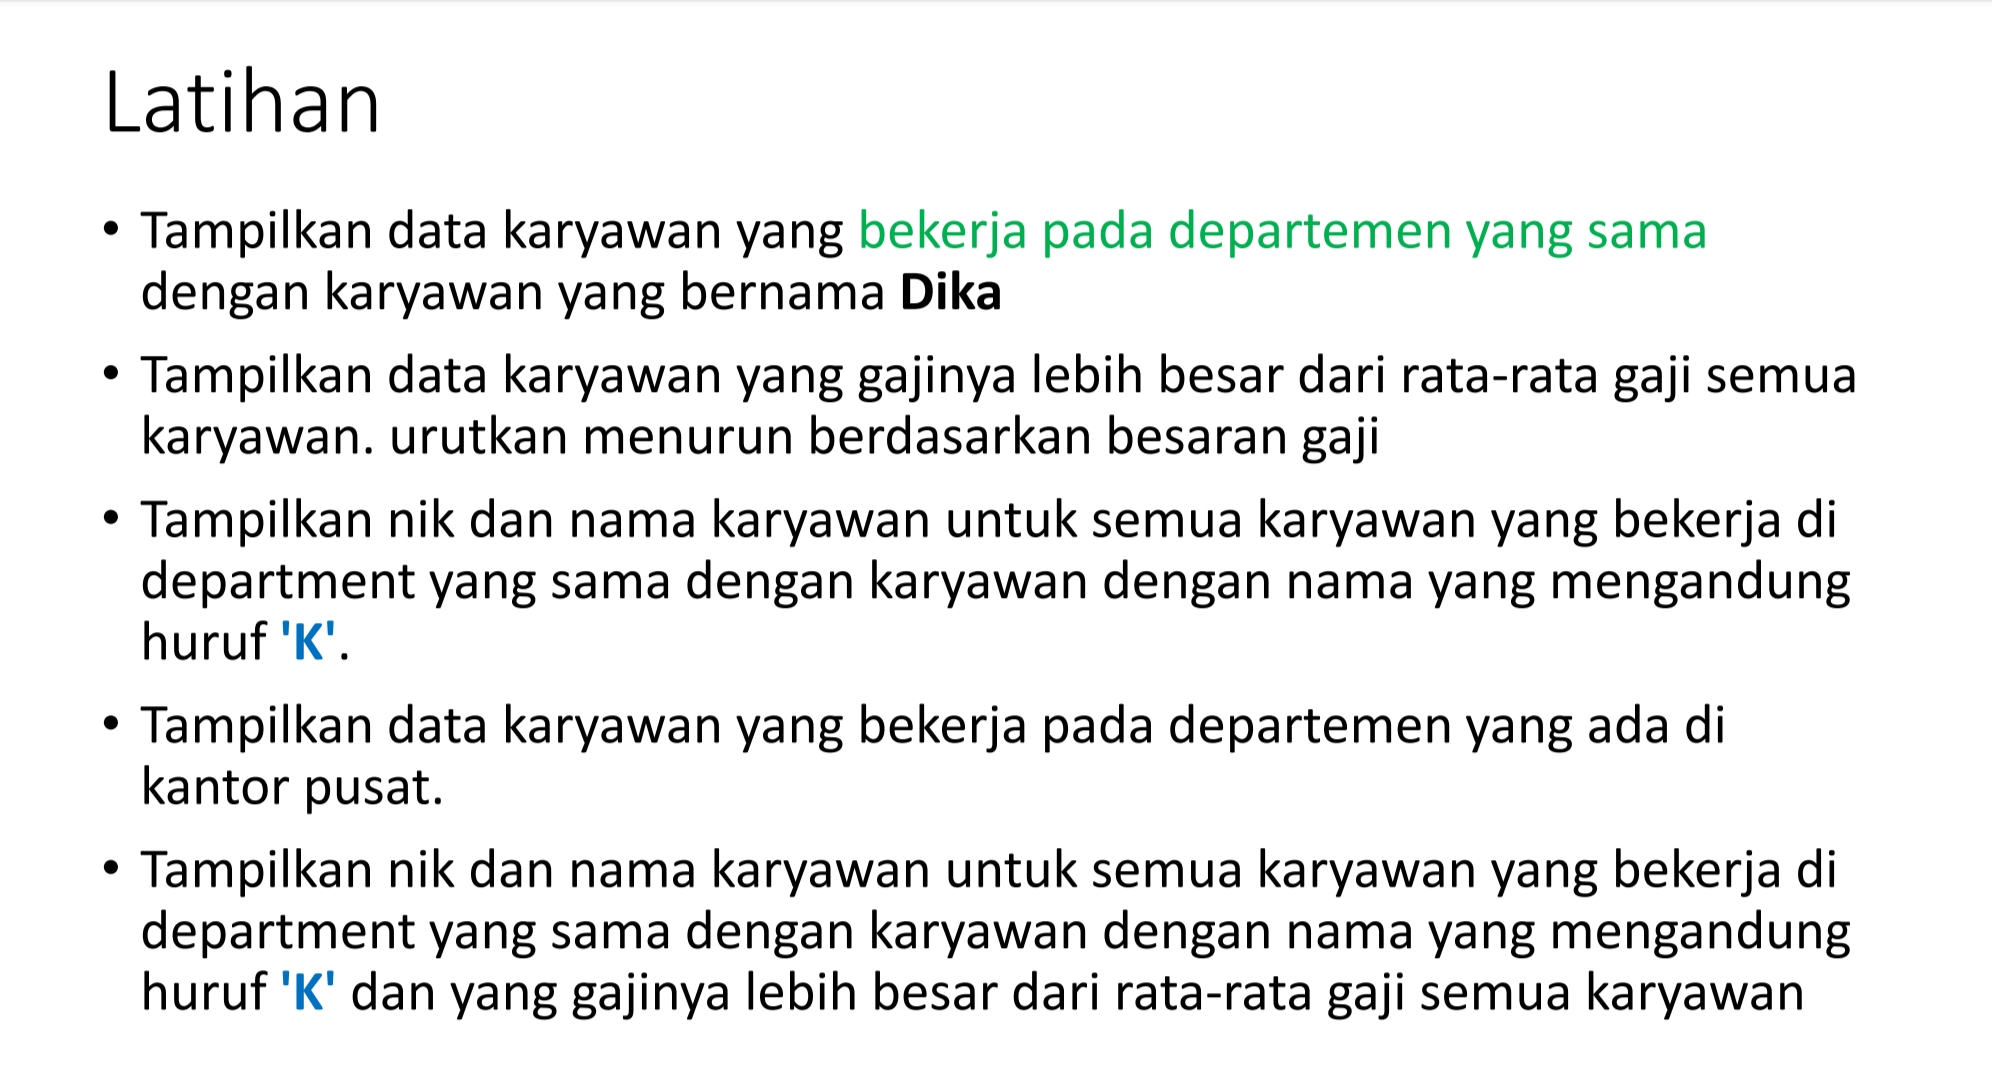 Latihan
• Tampilkan data karyawan yang bekerja pada departemen yang sama
dengan karyawan yang bernama Dika
• Tampilkan data karyawan yang gajinya lebih besar dari rata-rata gaji semua
karyawan. urutkan menurun berdasarkan besaran gaji
• Tampilkan nik dan nama karyawan untuk semua karyawan yang bekerja di
department yang sama dengan karyawan dengan nama yang mengandung
huruf 'K'.
• Tampilkan data karyawan yang bekerja pada departemen yang ada di
kantor pusat.
• Tampilkan nik dan nama karyawan untuk semua karyawan yang bekerja di
department yang sama dengan karyawan dengan nama yang mengandung
huruf 'K' dan yang gajinya lebih besar dari rata-rata gaji semua karyawan